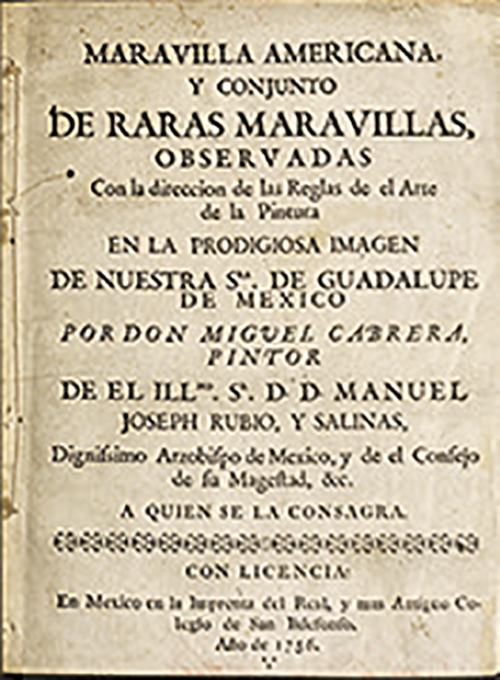 MARAVILLA AMERICANA,
Y CONJUNTO
DE RARAS MARAVILLAS,
OBSERVADAS
Con la direccion de las Reglas de el Arte
de la Pintura
EN LA PRODIGIOSA IMAGEN
DE NUESTRA Sra. DE GUADALUPE
DE MEXICO
POR DON MIGUEL CABRERA,
PINTOR
DE EL ILLmo. Sr. D. D. MANUEL
JOSEPH RUBIO, Y SALINAS,
Dignissimo Arzobispo de Mexico, y de el Consejo
de su Magestad, &c.
A QUIEN SE LA CONSAGRA.
CON LICENCIA:
En Mexico en la Imprenta del Real, y mas Antiguo Co-
legio de San Ildefonso.
Año de 1756.